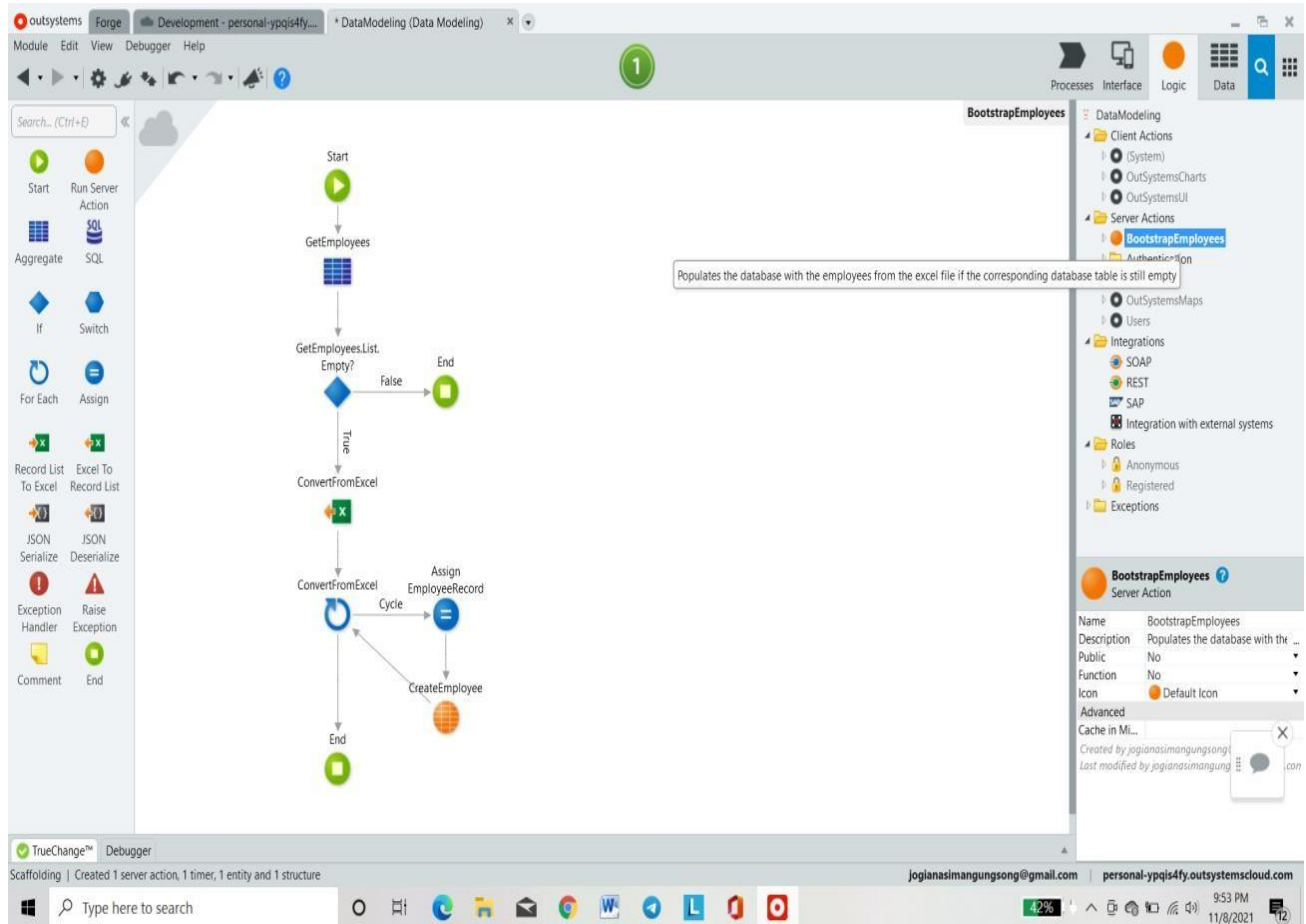 outsystems Forge Development - personal-ypqis4fy.... * DataModeling (Data Modeling) X
Module Edit View Debugger Help
1
Processes Interface Logic Data
Search... (Ctrl+E)
Start
Run Server Action
Aggregate
SQL
SQL
If
Switch
For Each
Assign
Record List To Excel
Excel To Record List
JSON Serialize
JSON Deserialize
Exception Handler
Raise Exception
Comment
End
BootstrapEmployees
Start
GetEmployees
GetEmployees.List.
Empty?
False
End
True
ConvertFromExcel
ConvertFromExcel
Cycle
Assign
EmployeeRecord
CreateEmployee
End
Populates the database with the employees from the excel file if the corresponding database table is still empty
DataModeling
Client Actions
(System)
OutSystemsCharts
OutSystemsUI
Server Actions
BootstrapEmployees
Authentication
OutSystemsMaps
Users
Integrations
SOAP
REST
SAP
Integration with external systems
Roles
Anonymous
Registered
Exceptions
BootstrapEmployees
Server Action
Name BootstrapEmployees
Description Populates the database with the ...
Public No
Function No
Icon Default Icon
Advanced
Cache in Mi...
Created by jogianasimangungsong
Last modified by jogianasimangung .con
TrueChange™ Debugger
Scaffolding | Created 1 server action, 1 timer, 1 entity and 1 structure
jogianasimangungsong@gmail.com personal-ypqis4fy.outsystemscloud.com
Type here to search
42%
9:53 PM
11/8/2021
12